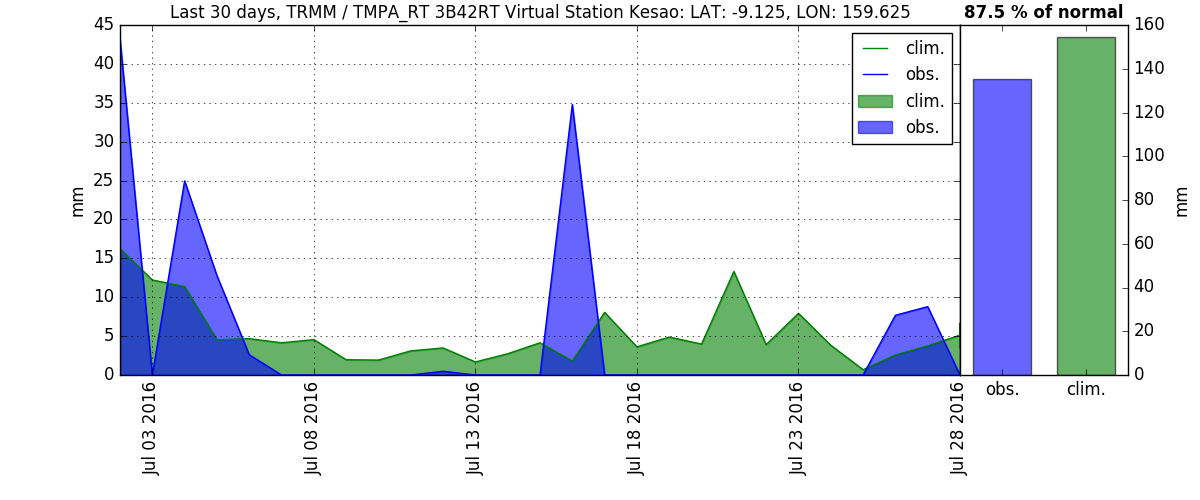 Last 30 days, TRMM / TMPA_RT 3B42RT Virtual Station Kesao: LAT: -9.125, LON: 159.625
87.5 % of normal
45
40
35
30
25
20
15
10
5
0
mm
clim.
obs.
clim.
obs.
160
140
120
100
80
60
40
20
0
mm
obs.
clim.
Jul 03 2016
Jul 08 2016
Jul 13 2016
Jul 18 2016
Jul 23 2016
Jul 28 2016